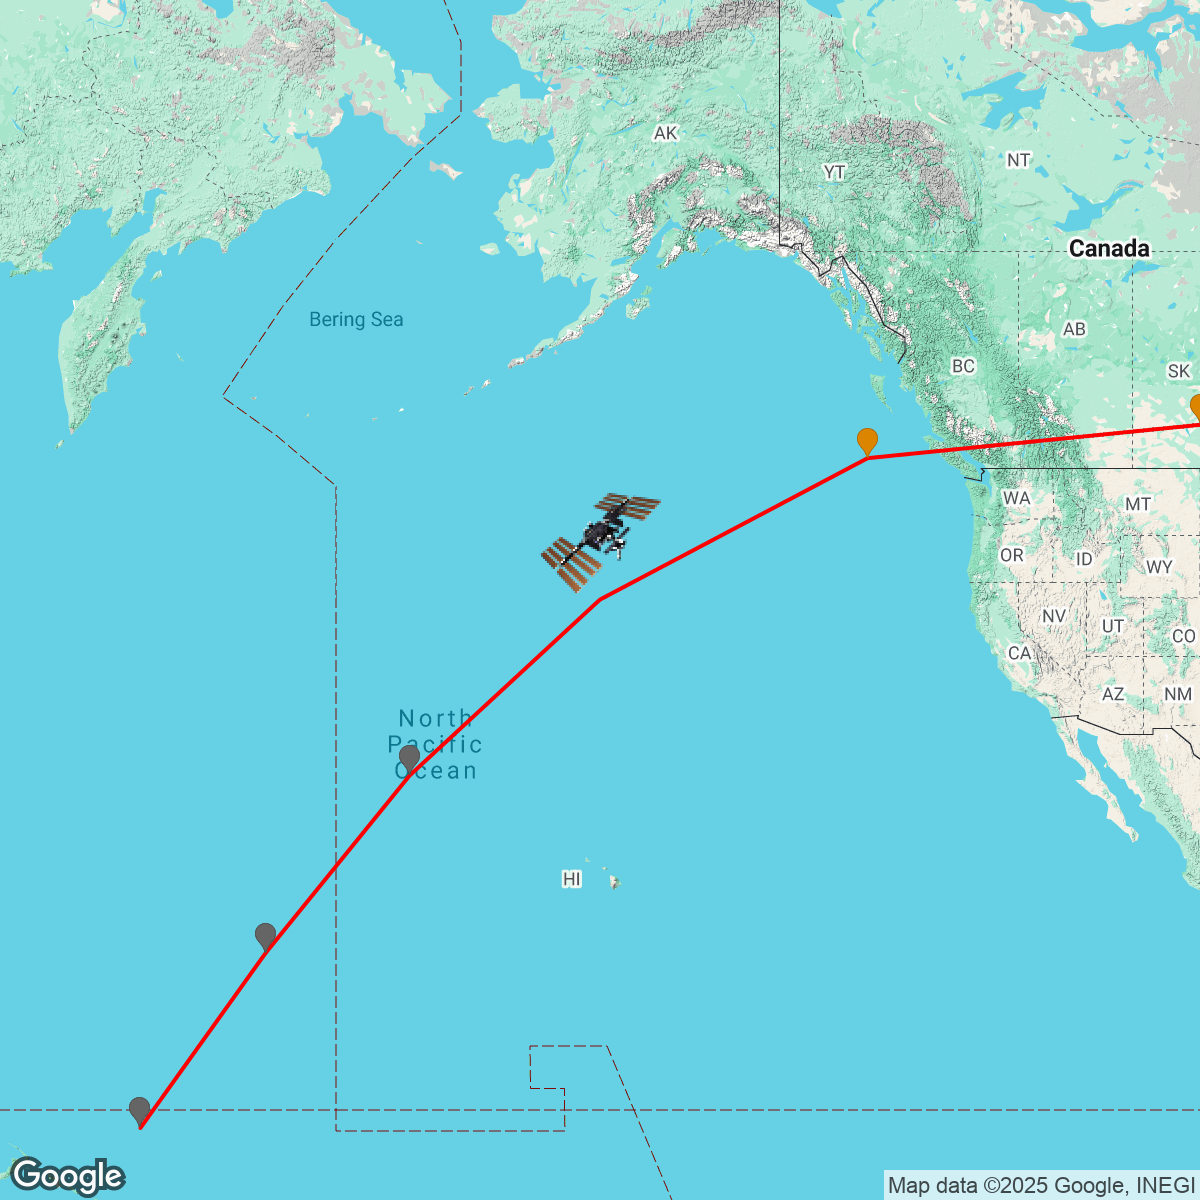 AK
YT
NT
Canada
Bering Sea
AB
BC
SK
WA
MT
OR
ID
WY
NV
UT
CO
CA
AZ
NM
North
Pacific
Ocean
HI
Google
Map data ©2025 Google, INEGI